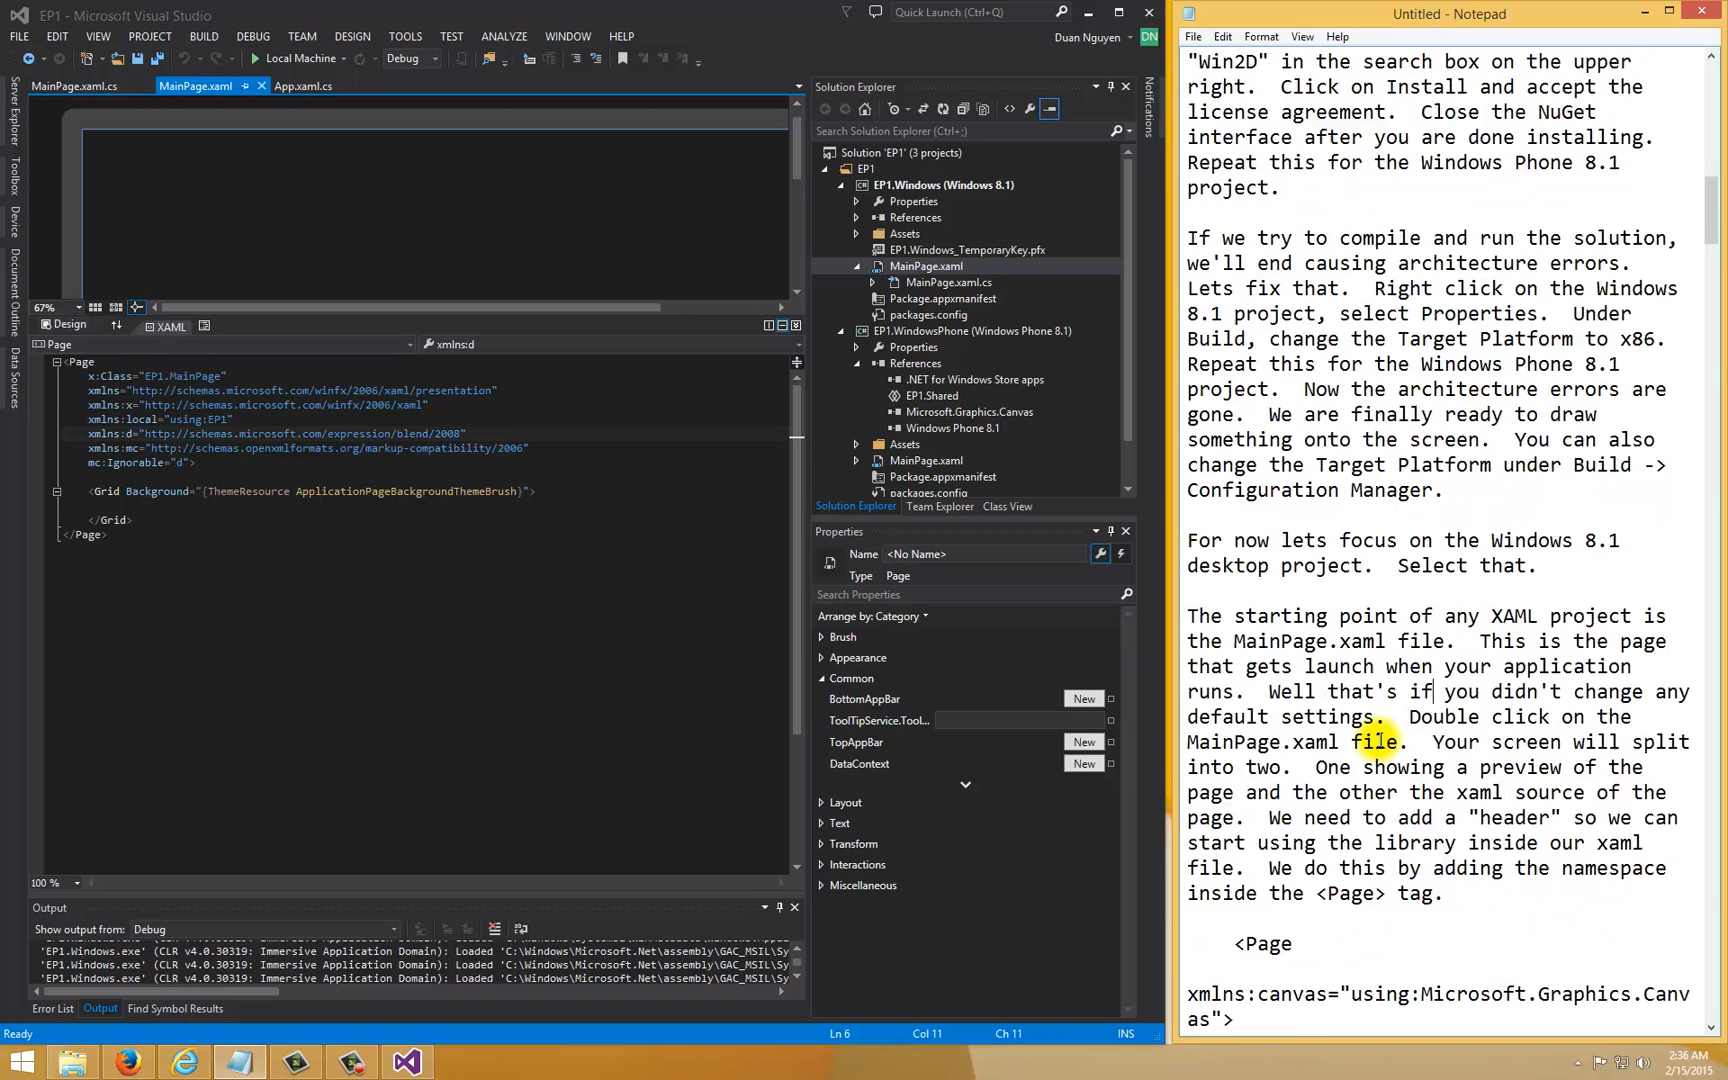 EP1 - Microsoft Visual Studio
Quick Launch (Ctrl+Q)
FILE EDIT VIEW PROJECT BUILD DEBUG TEAM DESIGN TOOLS TEST ANALYZE WINDOW HELP
Duan Nguyen DN
Local Machine Debug
MainPage.xaml.cs MainPage.xaml App.xaml.cs
Server Explorer
Toolbox
Device
Document Outline
Data Sources
67%
Design XAML
Page xmlns:d
<Page
x:Class="EP1.MainPage"
xmlns="http://schemas.microsoft.com/winfx/2006/xaml/presentation"
xmlns:x="http://schemas.microsoft.com/winfx/2006/xaml"
xmlns:local="using:EP1"
xmlns:d="http://schemas.microsoft.com/expression/blend/2008"
xmlns:mc="http://schemas.openxmlformats.org/markup-compatibility/2006"
mc:Ignorable="d">
<Grid Background="{ThemeResource ApplicationPageBackgroundThemeBrush}">
</Grid>
</Page>
100 %
Output
Show output from: Debug
'EP1.Windows.exe' (CLR v4.0.30319: Immersive Application Domain): Loaded 'C:\Windows\Microsoft.Net\assembly\GAC_MSIL\Sy
'EP1.Windows.exe' (CLR v4.0.30319: Immersive Application Domain): Loaded 'C:\Windows\Microsoft.Net\assembly\GAC_MSIL\Sy
'EP1.Windows.exe' (CLR v4.0.30319: Immersive Application Domain): Loaded 'C:\Windows\Microsoft.Net\assembly\GAC_MSIL\Sy
Error List Output Find Symbol Results
Ready Ln 6 Col 11 Ch 11 INS
Solution Explorer
Search Solution Explorer (Ctrl+;)
Solution 'EP1' (3 projects)
EP1
EP1.Windows (Windows 8.1)
Properties
References
Assets
EP1.Windows_TemporaryKey.pfx
MainPage.xaml
MainPage.xaml.cs
Package.appxmanifest
packages.config
EP1.WindowsPhone (Windows Phone 8.1)
Properties
References
.NET for Windows Store apps
EP1.Shared
Microsoft.Graphics.Canvas
Windows Phone 8.1
Assets
MainPage.xaml
Package.appxmanifest
packages.config
Solution Explorer Team Explorer Class View
Properties
Name <No Name>
Type Page
Search Properties
Arrange by: Category
Brush
Appearance
Common
BottomAppBar New
ToolTipService.Tool...
TopAppBar New
DataContext New
Layout
Text
Transform
Interactions
Miscellaneous
Notifications
Untitled - Notepad
File Edit Format View Help
"Win2D" in the search box on the upper
right. Click on Install and accept the
license agreement. Close the NuGet
interface after you are done installing.
Repeat this for the Windows Phone 8.1
project.
If we try to compile and run the solution,
we'll end causing architecture errors.
Lets fix that. Right click on the Windows
8.1 project, select Properties. Under
Build, change the Target Platform to x86.
Repeat this for the Windows Phone 8.1
project. Now the architecture errors are
gone. We are finally ready to draw
something onto the screen. You can also
change the Target Platform under Build ->
Configuration Manager.
For now lets focus on the Windows 8.1
desktop project. Select that.
The starting point of any XAML project is
the MainPage.xaml file. This is the page
that gets launch when your application
runs. Well that's if you didn't change any
default settings. Double click on the
MainPage.xaml file. Your screen will split
into two. One showing a preview of the
page and the other the xaml source of the
page. We need to add a "header" so we can
start using the library inside our xaml
file. We do this by adding the namespace
inside the <Page> tag.
<Page
xmlns:canvas="using:Microsoft.Graphics.Canv
as">
2:36 AM
2/15/2015